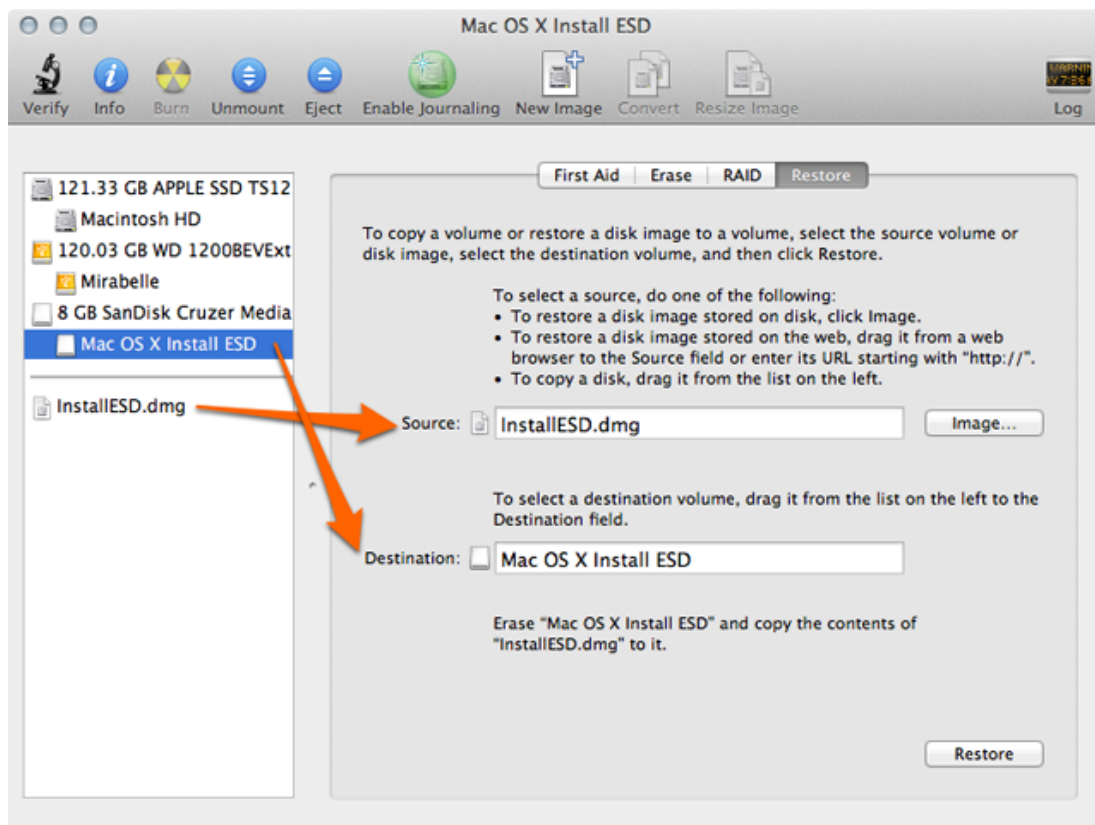 Mac OS X Install ESD
Verify Info Burn Unmount Eject Enable Journaling New Image Convert Resize Image Log
First Aid Erase RAID Restore
121.33 GB APPLE SSD TS12
Macintosh HD
120.03 GB WD 1200BEVExt
Mirabelle
8 GB SanDisk Cruzer Media
Mac OS X Install ESD
InstallESD.dmg
To copy a volume or restore a disk image to a volume, select the source volume or
disk image, select the destination volume, and then click Restore.
To select a source, do one of the following:
• To restore a disk image stored on disk, click Image.
• To restore a disk image stored on the web, drag it from a web
browser to the Source field or enter its URL starting with “http://”.
• To copy a disk, drag it from the list on the left.
Source: InstallESD.dmg Image...
To select a destination volume, drag it from the list on the left to the
Destination field.
Destination: Mac OS X Install ESD
Erase “Mac OS X Install ESD” and copy the contents of
“InstallESD.dmg” to it.
Restore